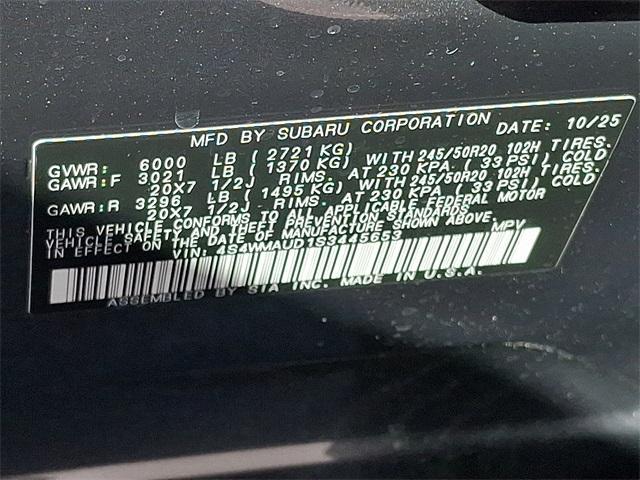 MFD BY SUBARU CORPORATION DATE: 10/25
GVWR: 6000 LB (2721 KG)
GAWR:F 3021 LB (1370 KG) WITH 245/50R20 102H TIRES.
20X7 1/2J RIMS. AT 230 KPA (33 PSI) COLD
GAWR:R 3296 LB (1495 KG) WITH 245/50R20 102H TIRES.
20X7 1/2J RIMS. AT 230 KPA (33 PSI) COLD
THIS VEHICLE CONFORMS TO ALL APPLICABLE FEDERAL MOTOR
VEHICLE SAFETY AND THEFT PREVENTION STANDARDS
IN EFFECT ON THE DATE OF MANUFACTURE SHOWN ABOVE.
VIN: 4S4WMAUD1S3445653 MPV
ASSEMBLED BY SIA INC. MADE IN U.S.A.